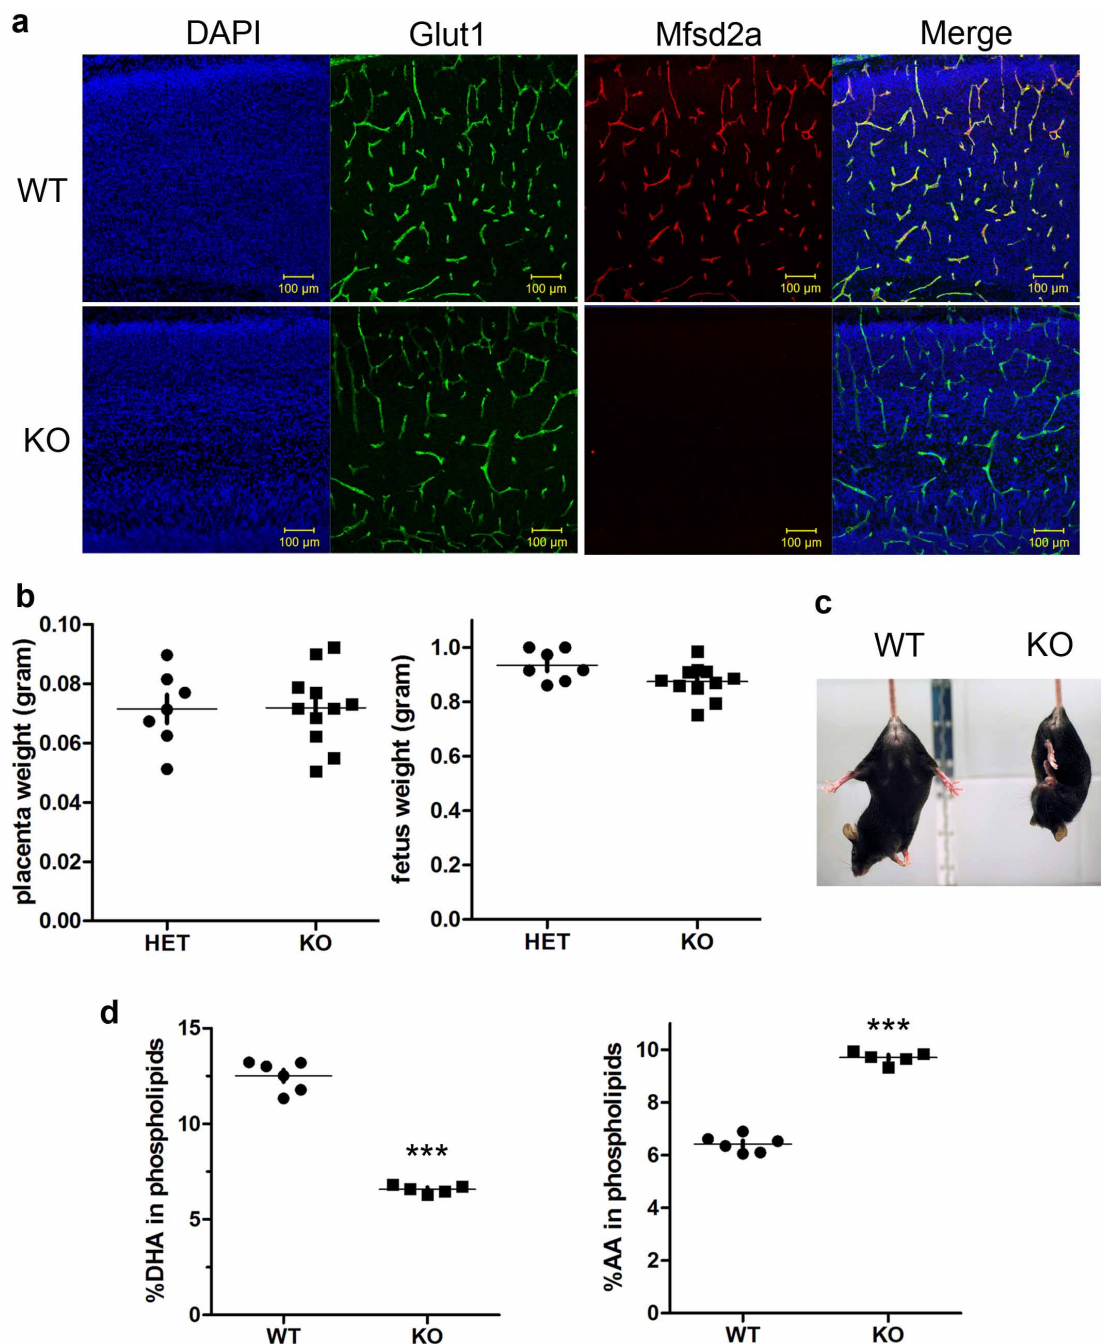 a
DAPI Glut1 Mfsd2a Merge
WT
100 µm 100 µm 100 µm 100 µm
KO
100 µm 100 µm 100 µm 100 µm
b
placenta weight (gram)
0.10
0.08
0.06
0.04
0.02
0.00
HET KO
fetus weight (gram)
1.0
0.8
0.6
0.4
0.2
0.0
HET KO
c
WT KO
d
%DHA in phospholipids
15
10
5
0
***
WT KO
%AA in phospholipids
10
8
6
4
2
0
***
WT KO